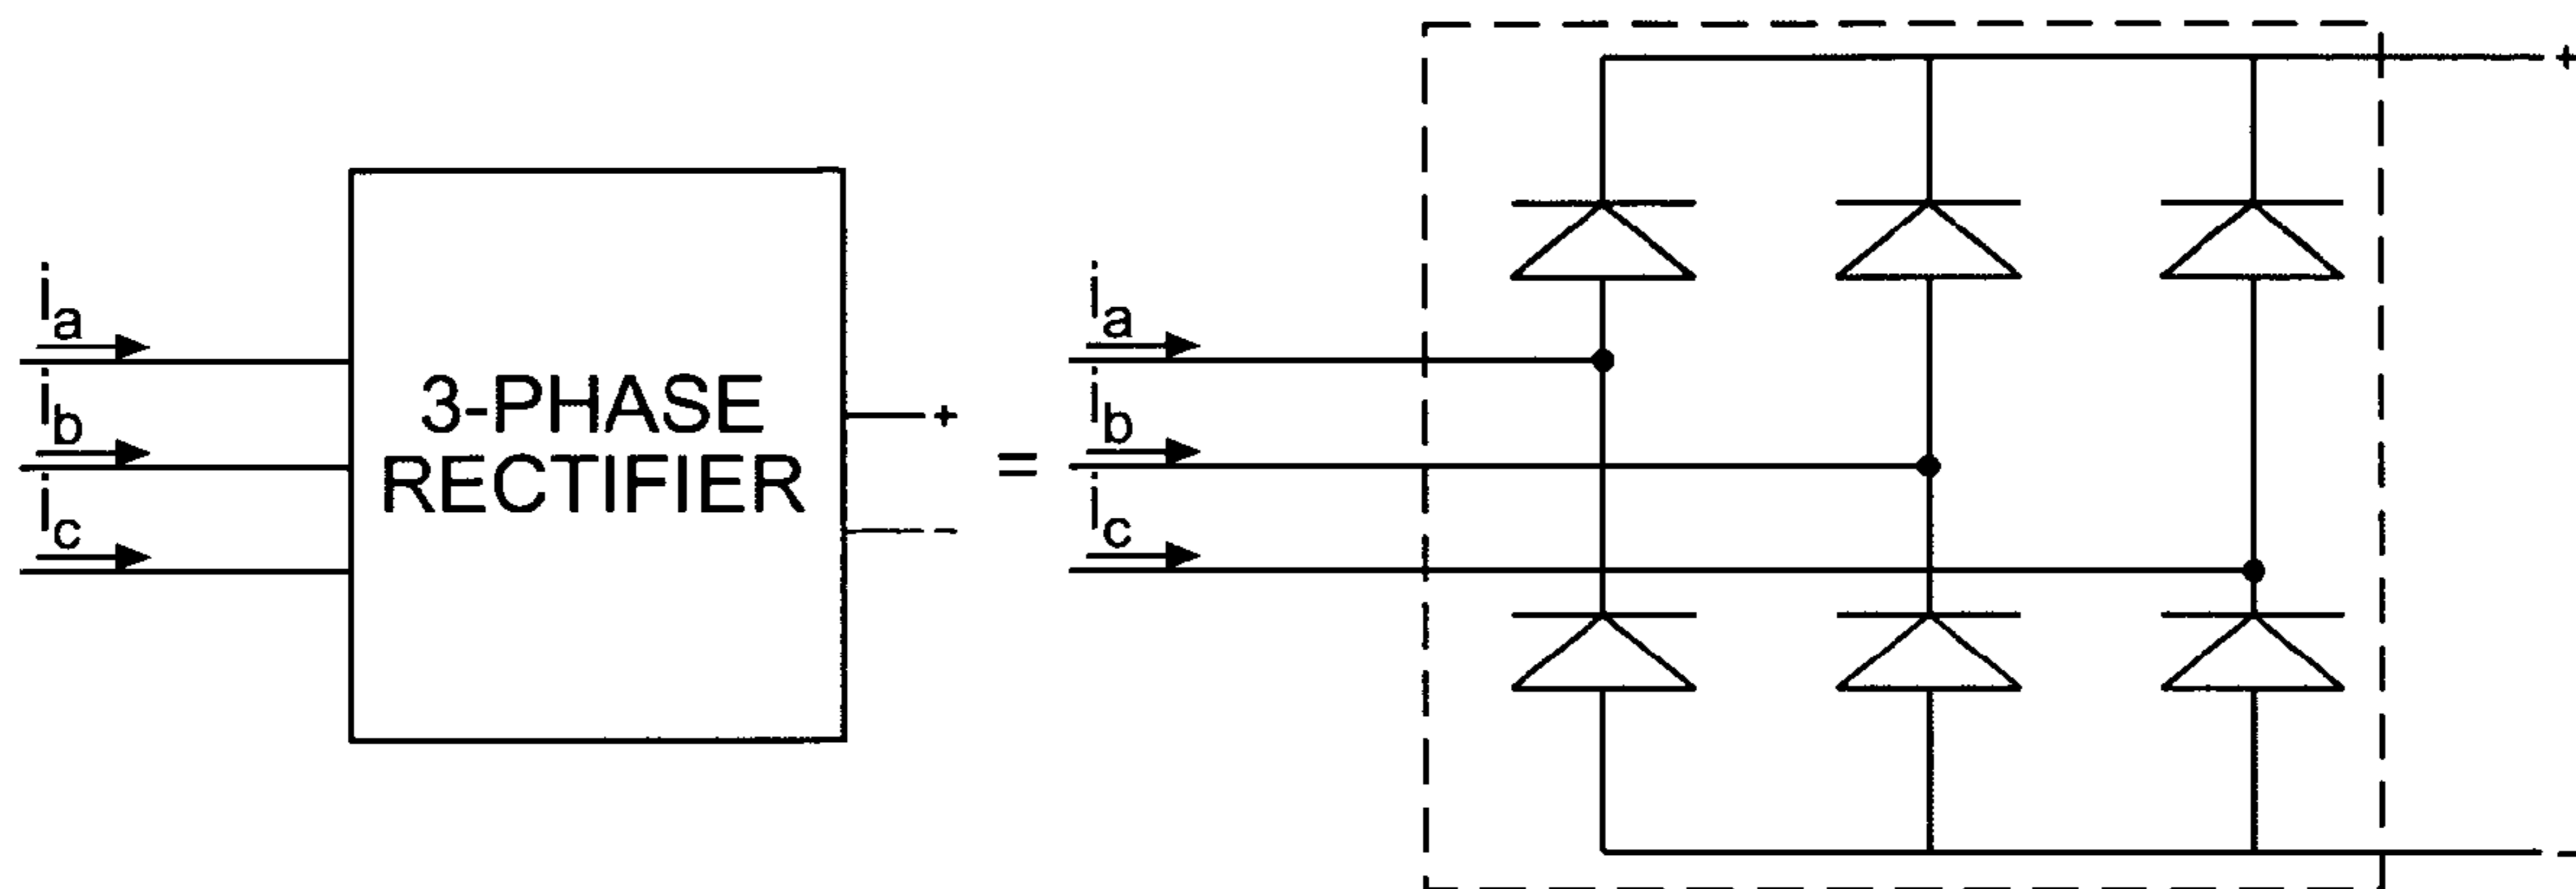 i_a
i_b
i_c
3-PHASE
RECTIFIER
+
-
=
i_a
i_b
i_c
+
-